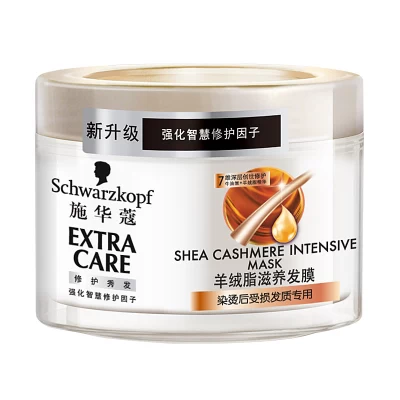 新升级
强化智慧修护因子
Schwarzkopf
施华蔻
EXTRA
CARE
修护秀发
强化智慧修护因子
SHEA CASHMERE INTENSIVE
MASK
羊绒脂滋养发膜
染烫后受损发质专用